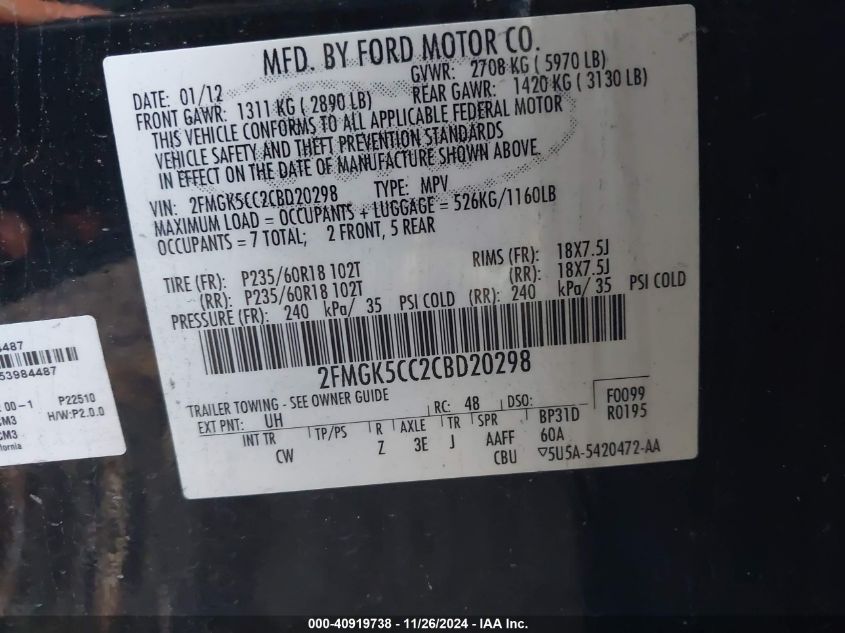 MFD. BY FORD MOTOR CO.
DATE: 01/12 GVWR: 2708 KG ( 5970 LB)
FRONT GAWR: 1311 KG ( 2890 LB) REAR GAWR: 1420 KG ( 3130 LB)
THIS VEHICLE CONFORMS TO ALL APPLICABLE FEDERAL MOTOR
VEHICLE SAFETY AND THEFT PREVENTION STANDARDS
IN EFFECT ON THE DATE OF MANUFACTURE SHOWN ABOVE.
VIN: 2FMGK5CC2CBD20298 TYPE: MPV
MAXIMUM LOAD = OCCUPANTS + LUGGAGE = 526KG/1160LB
OCCUPANTS = 7 TOTAL; 2 FRONT, 5 REAR
TIRE (FR): P235/60R18 102T RIMS (FR): 18X7.5J
(RR): P235/60R18 102T (RR): 18X7.5J
PRESSURE (FR): 240 kPa/ 35 PSI COLD (RR): 240 kPa/ 35 PSI COLD
2FMGK5CC2CBD20298
TRAILER TOWING - SEE OWNER GUIDE
EXT PNT: UH RC: 48 DSO: F0099
INT TR TP/PS R AXLE TR SPR BP31D R0195
CW Z 3E J AAFF 60A
CBU ▽5U5A-5420472-AA
487
53984487
00-1 P22510
CM3 H/W:P2.0.0
CM3
lifornia
000-40919738 - 11/26/2024 - IAA Inc.